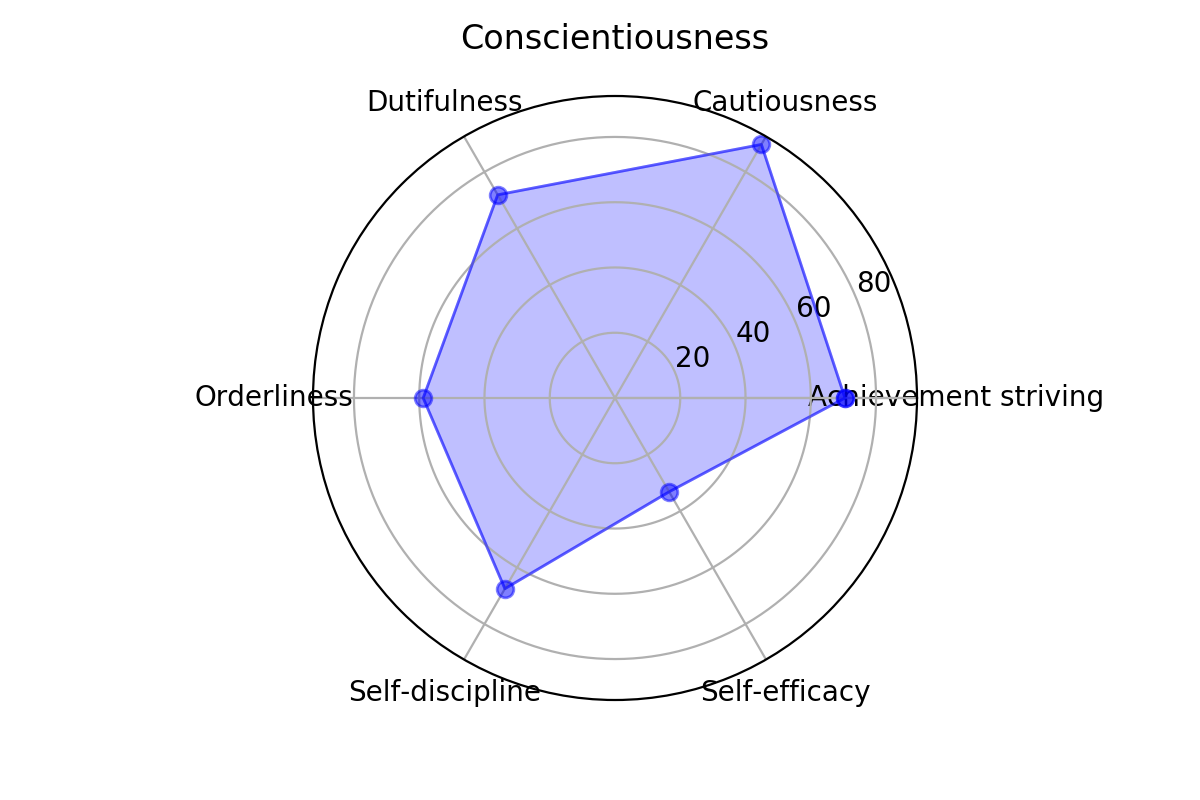 Conscientiousness
Dutifulness
Cautiousness
80
60
40
20
Orderliness
Achievement striving
Self-discipline
Self-efficacy